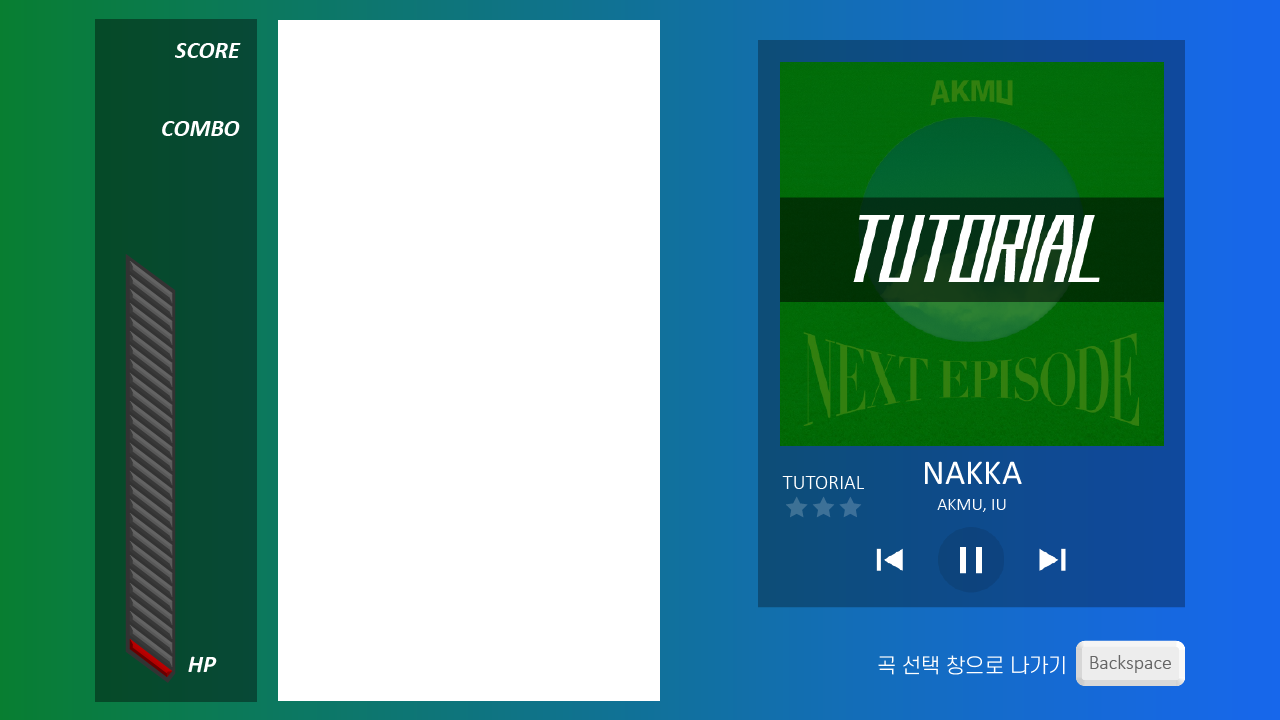 SCORE
COMBO
HP
AKMU
TUTORIAL
NEXT EPISODE
TUTORIAL
NAKKA
AKMU, IU
곡 선택 창으로 나가기
Backspace